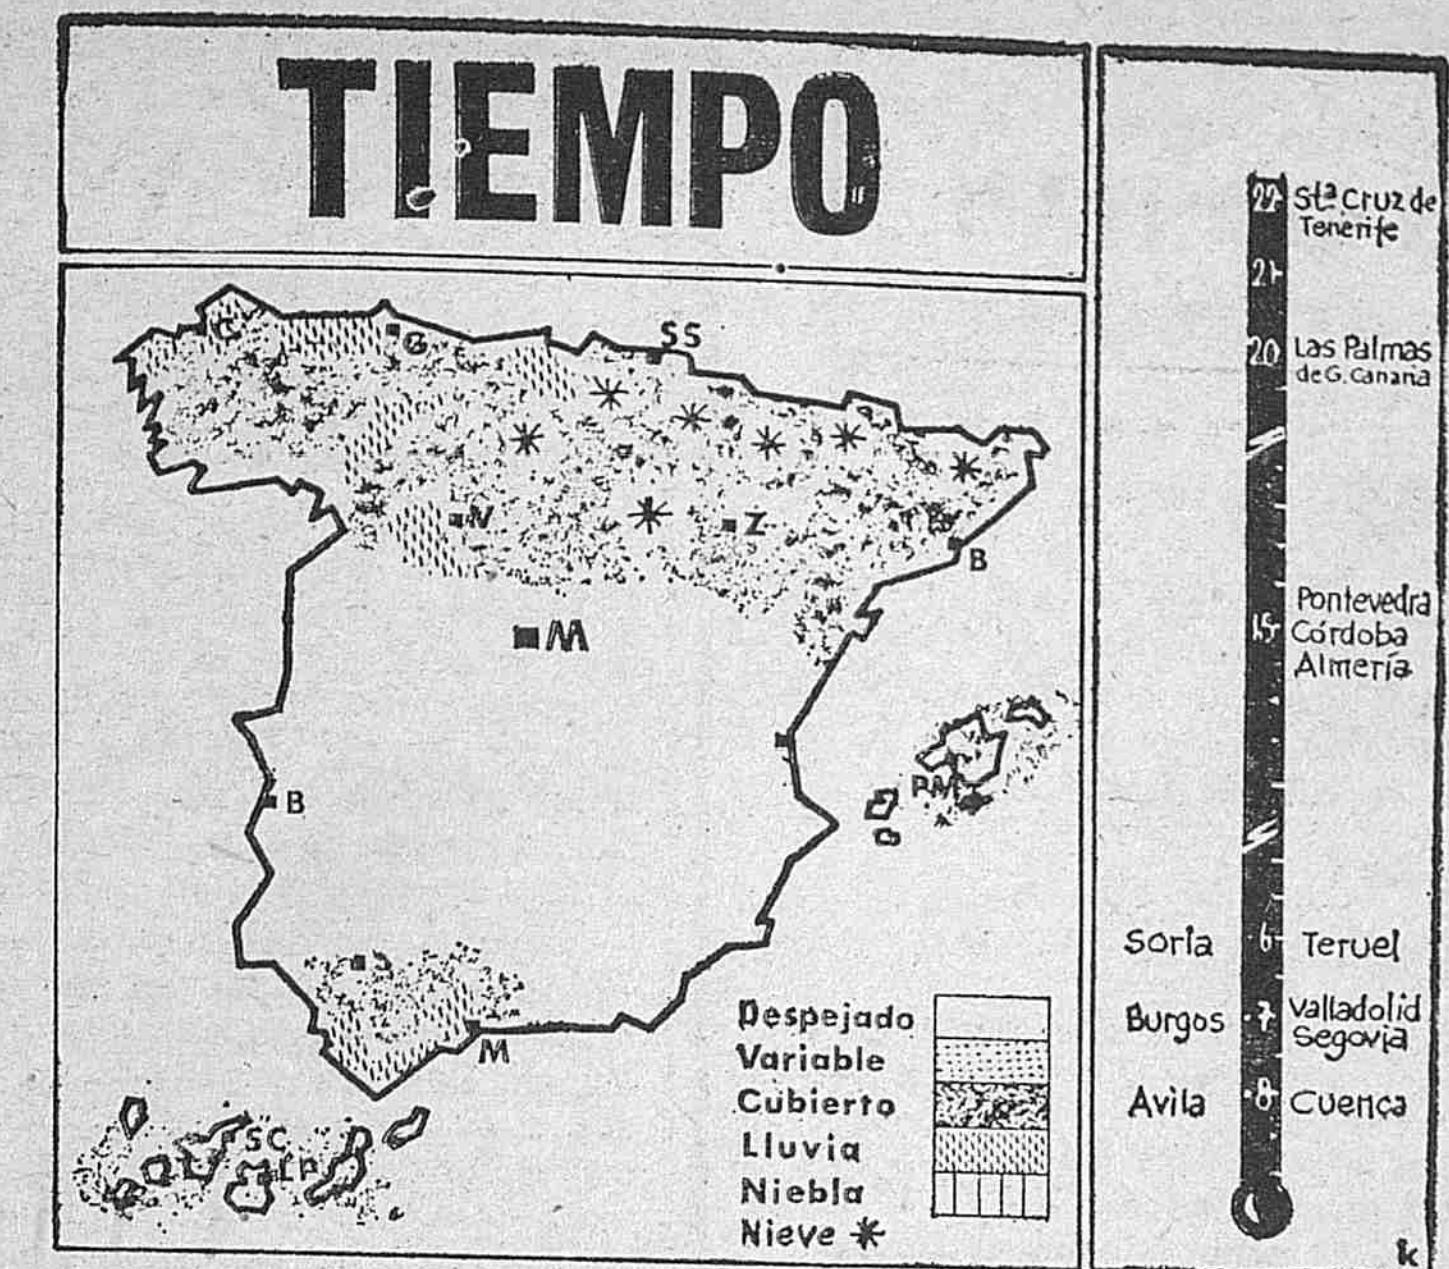 TIEMPO
C
G
SS
V
Z
B
M
B
PM
S
M
SC
LP
Despejado
Variable
Cubierto
Lluvia
Niebla
Nieve
22 Stª Cruz de
Tenerife
21
20 Las Palmas
de G. Canaria
15 Pontevedra
Córdoba
Almería
Soria -6 Teruel
Burgos -7 Valladolid
Segovia
Avila -8 Cuenca
k